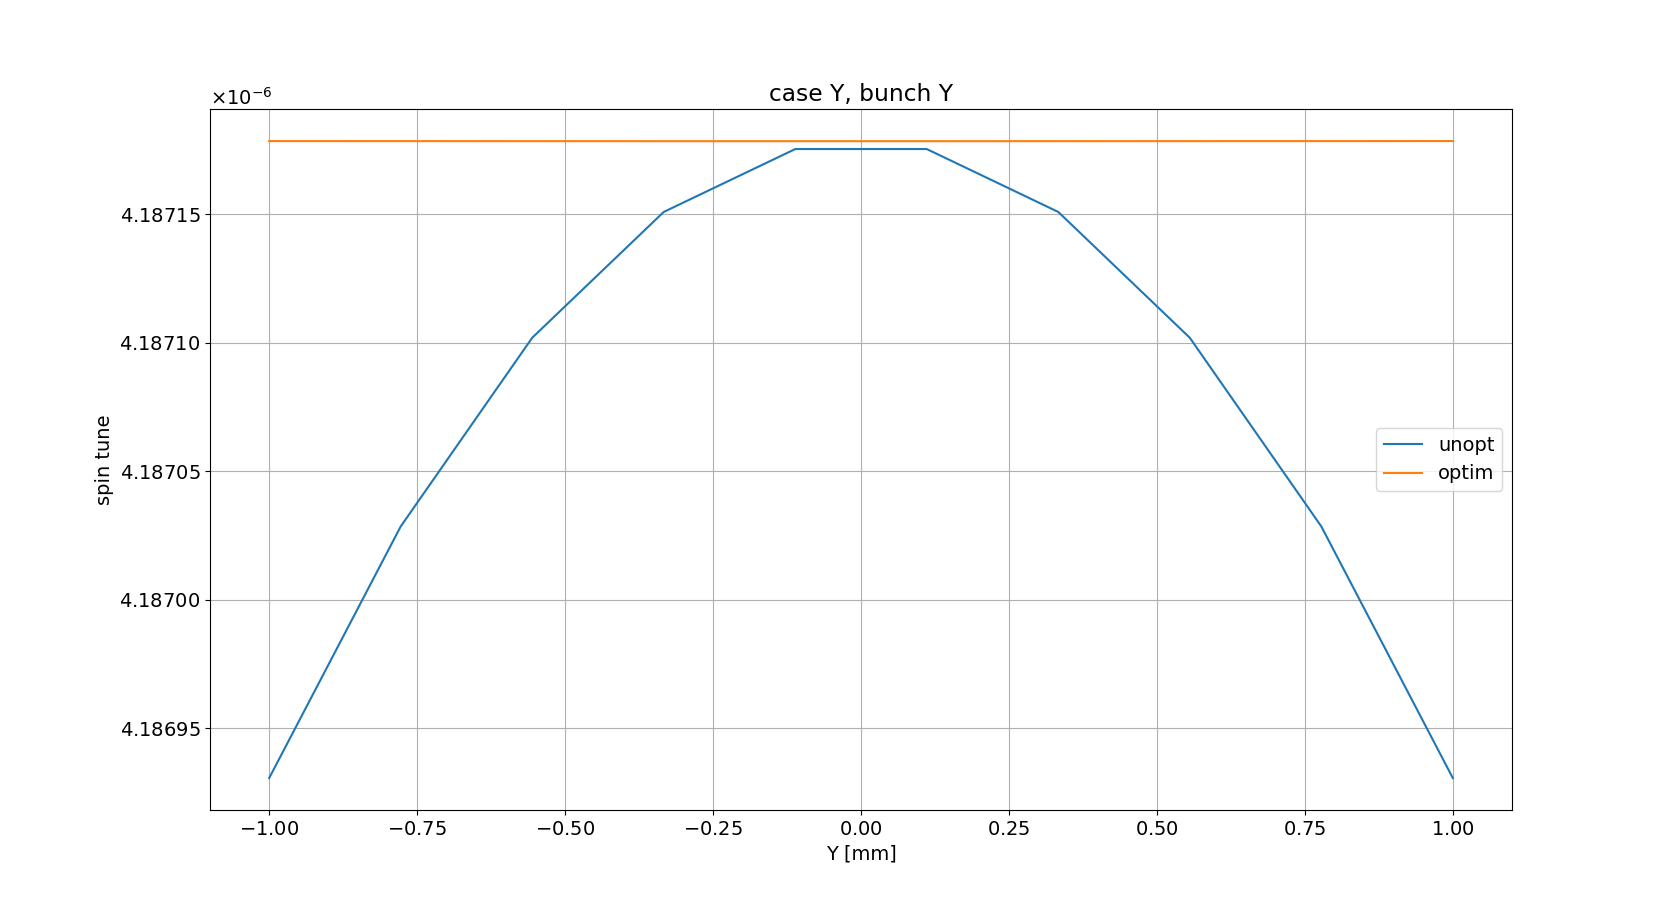 case Y, bunch Y
×10⁻⁶
4.18715
4.18710
4.18705
4.18700
4.18695
spin tune
unopt
optim
−1.00 −0.75 −0.50 −0.25 0.00 0.25 0.50 0.75 1.00
Y [mm]